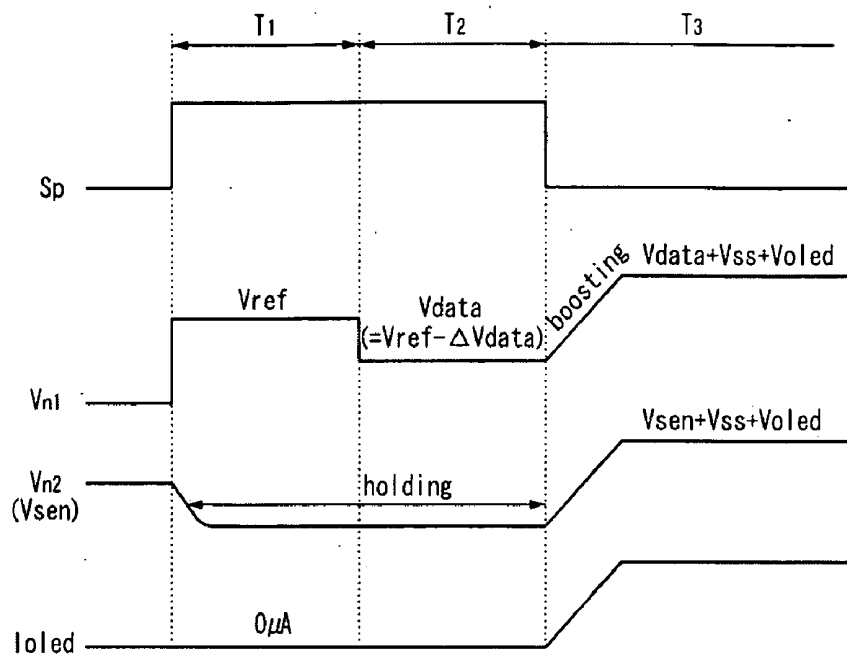 T1 T2 T3
Sp
boosting
Vdata+Vss+Voled
Vref
Vdata
(=Vref-△Vdata)
Vn1
Vsen+Vss+Voled
Vn2
(Vsen)
holding
0μA
Ioled